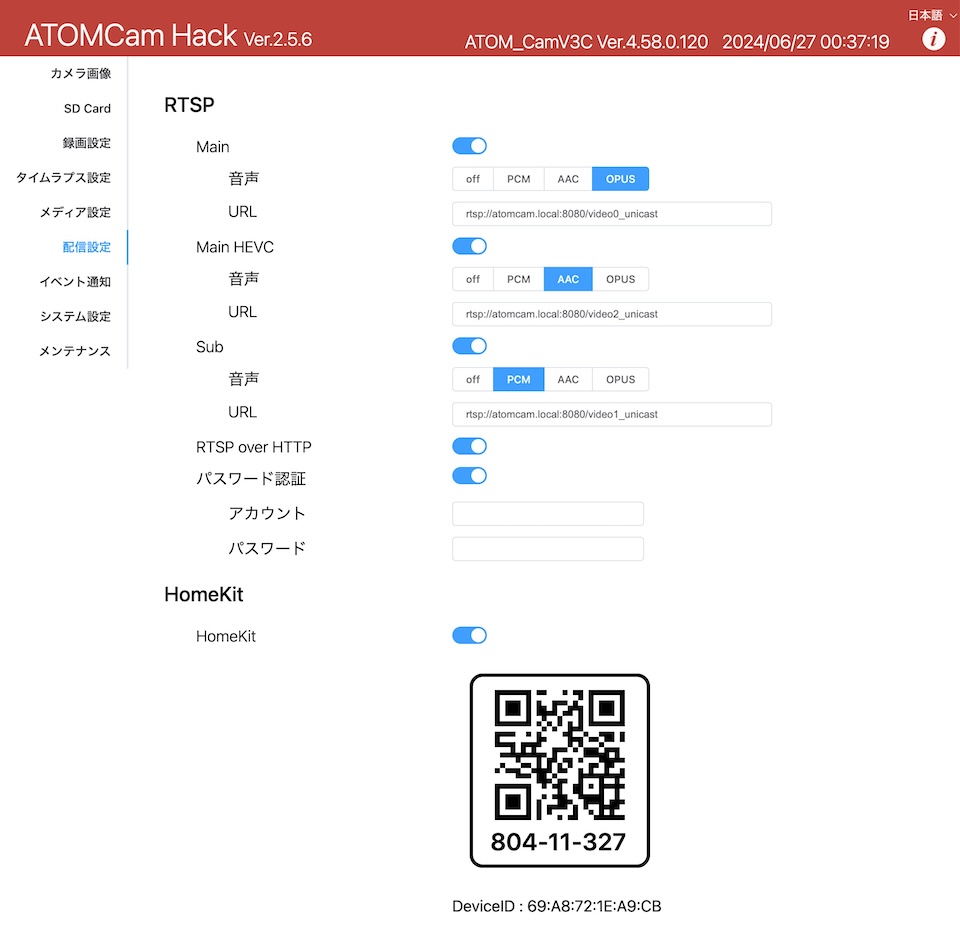 日本語
ATOMCam Hack Ver.2.5.6
ATOM_CamV3C Ver.4.58.0.120 2024/06/27 00:37:19
i
カメラ画像
SD Card
録画設定
タイムラプス設定
メディア設定
配信設定
イベント通知
システム設定
メンテナンス
RTSP
Main
音声 off PCM AAC OPUS
URL rtsp://atomcam.local:8080/video0_unicast
Main HEVC
音声 off PCM AAC OPUS
URL rtsp://atomcam.local:8080/video2_unicast
Sub
音声 off PCM AAC OPUS
URL rtsp://atomcam.local:8080/video1_unicast
RTSP over HTTP
パスワード認証
アカウント
パスワード
HomeKit
HomeKit
804-11-327
DeviceID : 69:A8:72:1E:A9:CB